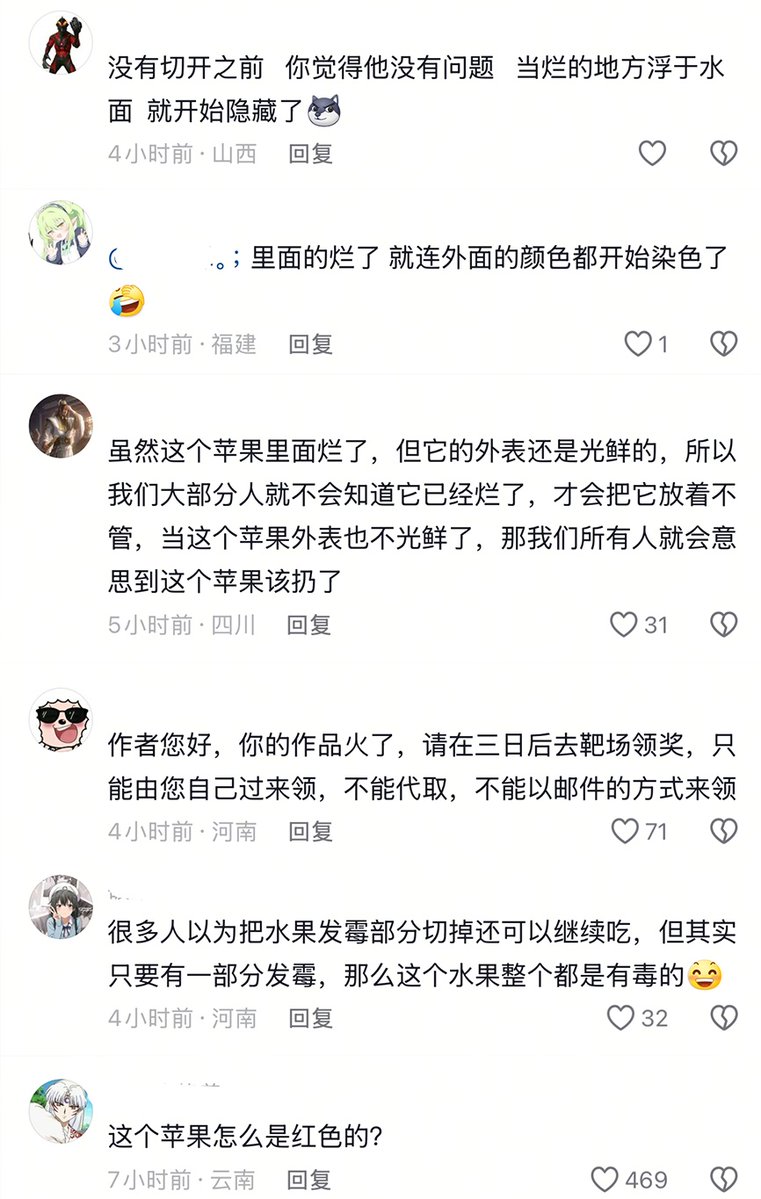 没有切开之前 你觉得他没有问题 当烂的地方浮于水
面 就开始隐藏了
4小时前·山西 回复
；里面的烂了 就连外面的颜色都开始染色了
3小时前·福建 回复 1
虽然这个苹果里面烂了，但它的外表还是光鲜的，所以
我们大部分人就不会知道它已经烂了，才会把它放着不
管，当这个苹果外表也不光鲜了，那我们所有人就会意
思到这个苹果该扔了
5小时前·四川 回复 31
作者您好，你的作品火了，请在三日后去靶场领奖，只
能由您自己过来领，不能代取，不能以邮件的方式来领
4小时前·河南 回复 71
很多人以为把水果发霉部分切掉还可以继续吃，但其实
只要有一部分发霉，那么这个水果整个都是有毒的
4小时前·河南 回复 32
这个苹果怎么是红色的?
7小时前·云南 回复 469